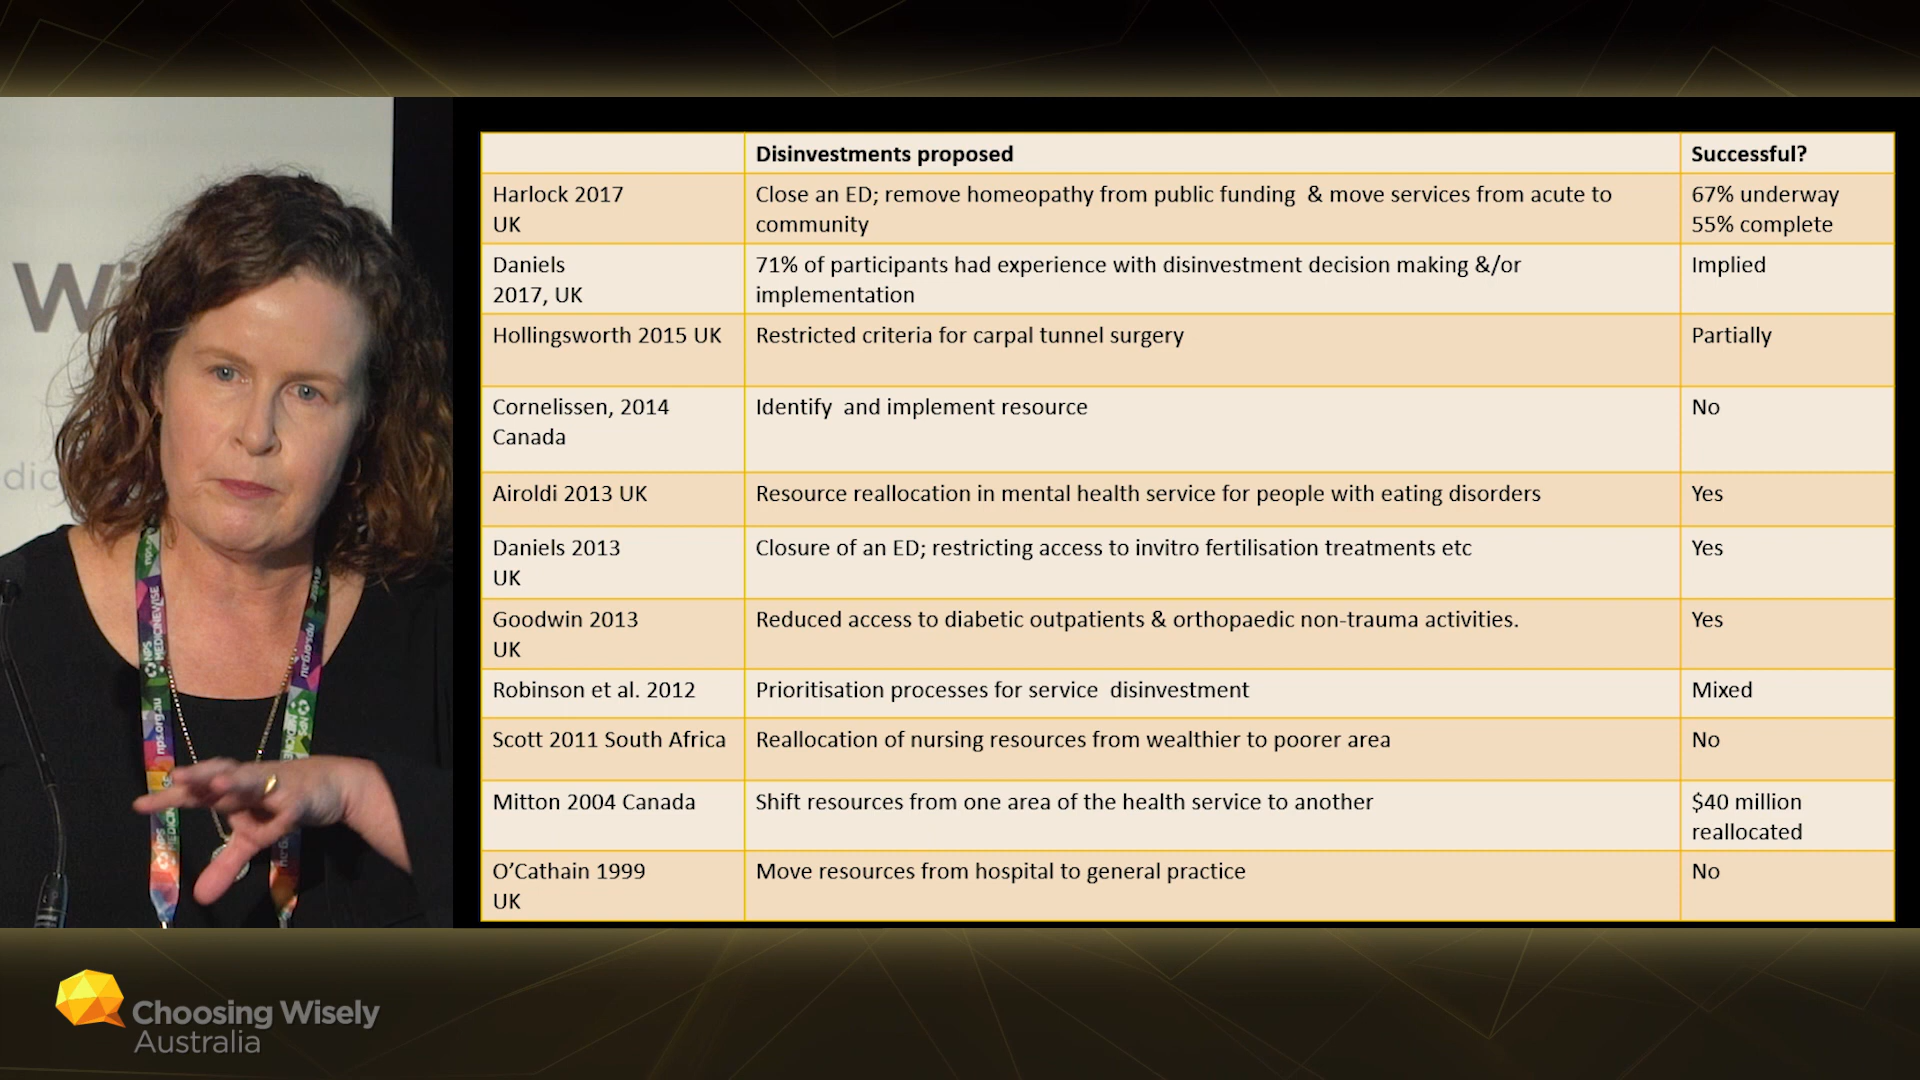 Wi
dic
nps.org.au
NPS
MEDICINEWISE
Disinvestments proposed
Successful?
Harlock 2017
UK
Close an ED; remove homeopathy from public funding & move services from acute to
community
67% underway
55% complete
Daniels
2017, UK
71% of participants had experience with disinvestment decision making &/or
implementation
Implied
Hollingsworth 2015 UK
Restricted criteria for carpal tunnel surgery
Partially
Cornelissen, 2014
Canada
Identify and implement resource
No
Airoldi 2013 UK
Resource reallocation in mental health service for people with eating disorders
Yes
Daniels 2013
UK
Closure of an ED; restricting access to invitro fertilisation treatments etc
Yes
Goodwin 2013
UK
Reduced access to diabetic outpatients & orthopaedic non-trauma activities.
Yes
Robinson et al. 2012
Prioritisation processes for service disinvestment
Mixed
Scott 2011 South Africa
Reallocation of nursing resources from wealthier to poorer area
No
Mitton 2004 Canada
Shift resources from one area of the health service to another
$40 million
reallocated
O’Cathain 1999
UK
Move resources from hospital to general practice
No
Choosing Wisely
Australia